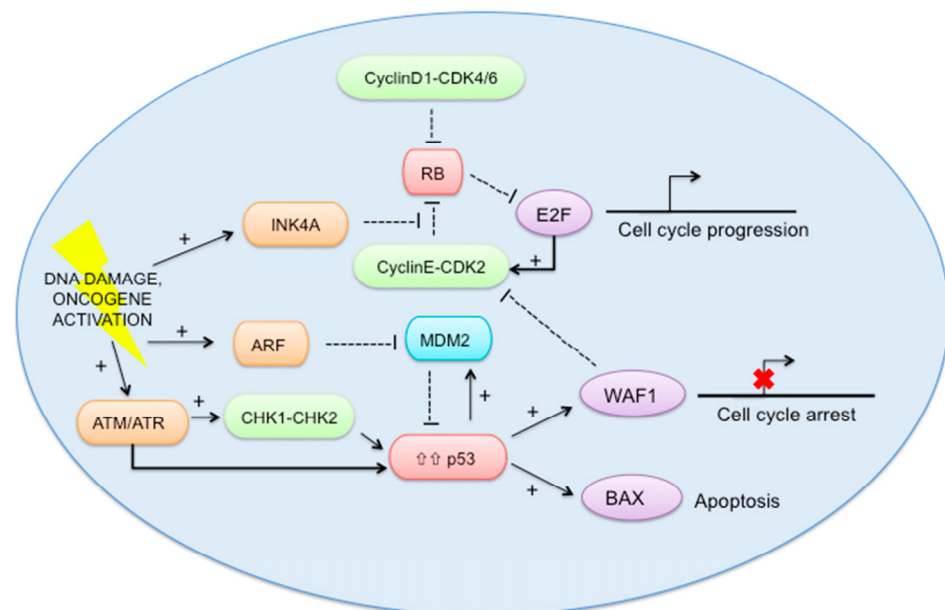 CyclinD1-CDK4/6
RB
E2F
Cell cycle progression
INK4A
+
CyclinE-CDK2
+
DNA DAMAGE,
ONCOGENE
ACTIVATION
+
ARF
MDM2
+
WAF1
Cell cycle arrest
+
ATM/ATR
+
CHK1-CHK2
+
⇧⇧ p53
+
BAX
Apoptosis